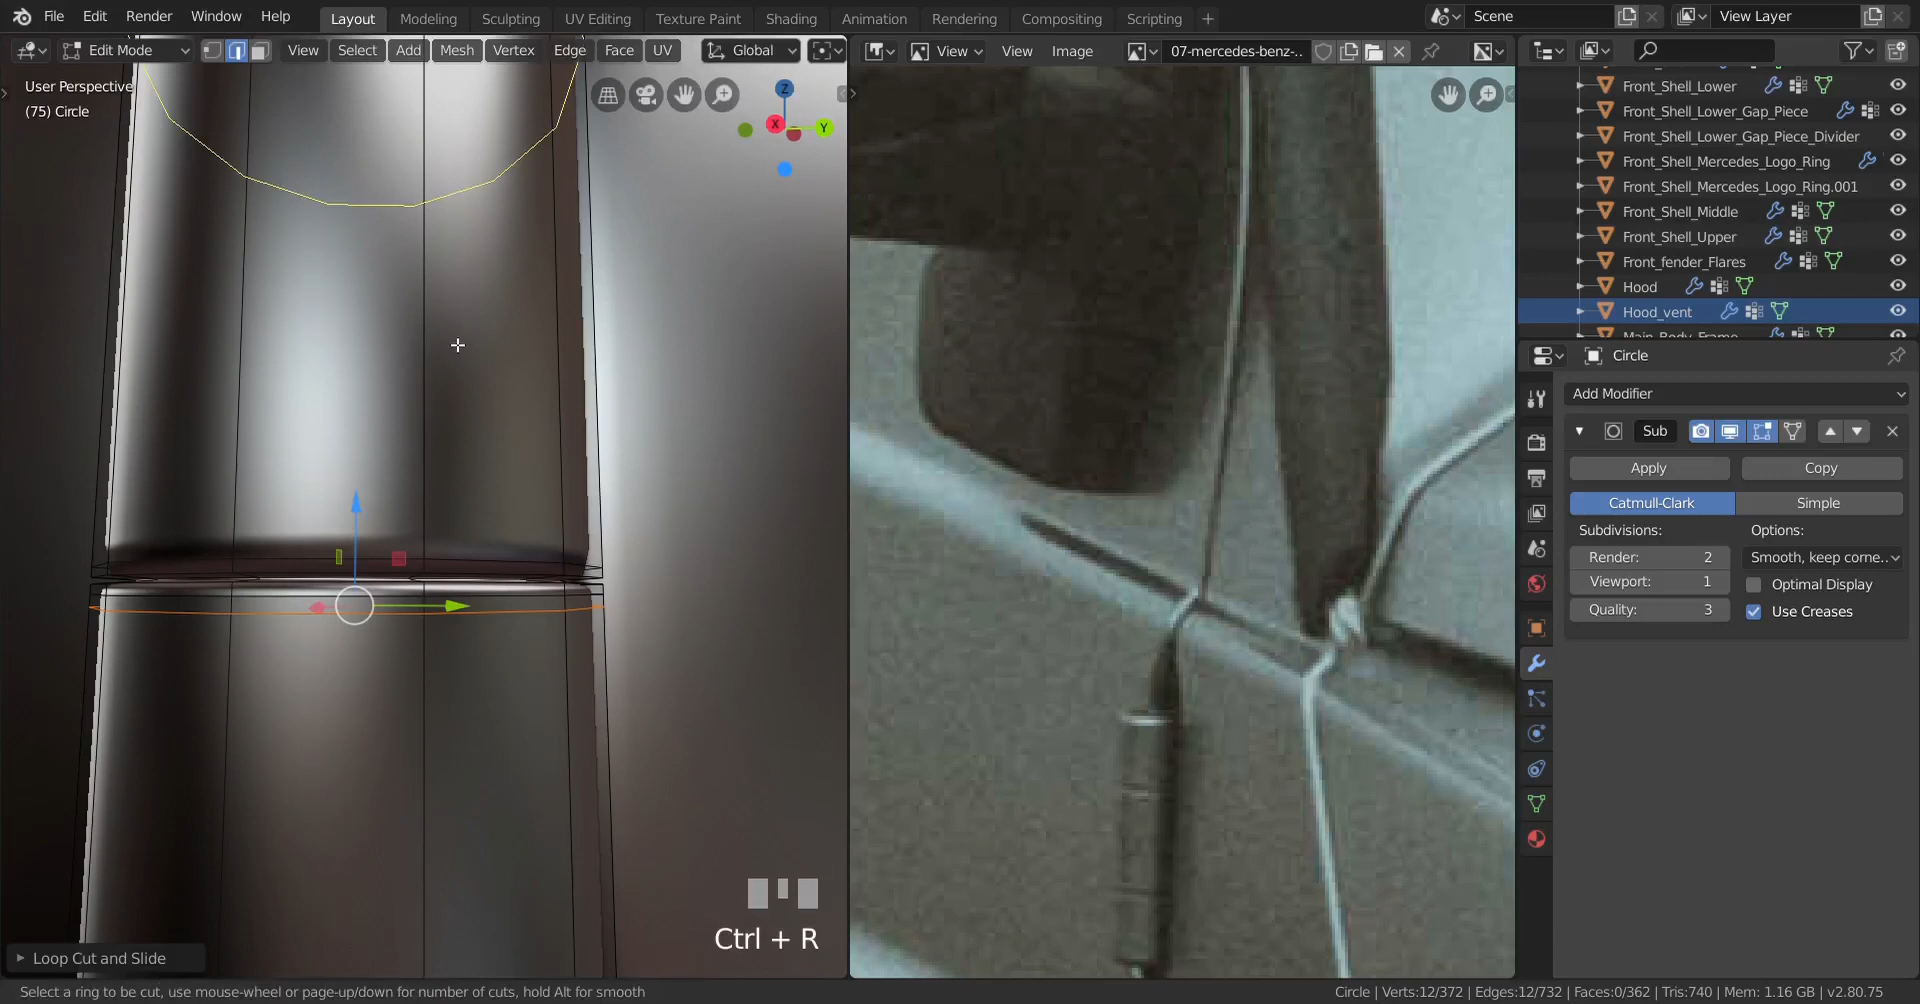 File Edit Render Window Help Layout Modeling Sculpting UV Editing Texture Paint Shading Animation Rendering Compositing Scripting + Scene View Layer
Edit Mode View Select Add Mesh Vertex Edge Face UV Global View View Image 07-mercedes-benz-..
User Perspective
(75) Circle
Z
X
Y
Front_Shell_Lower
Front_Shell_Lower_Gap_Piece
Front_Shell_Lower_Gap_Piece_Divider
Front_Shell_Mercedes_Logo_Ring
Front_Shell_Mercedes_Logo_Ring.001
Front_Shell_Middle
Front_Shell_Upper
Front_fender_Flares
Hood
Hood_vent
Main_Body_Frame
Circle
Add Modifier
Sub
Apply Copy
Catmull-Clark Simple
Subdivisions: Options:
Render: 2 Smooth, keep corne..
Viewport: 1 Optimal Display
Quality: 3 Use Creases
Ctrl + R
Loop Cut and Slide
Select a ring to be cut, use mouse-wheel or page-up/down for number of cuts, hold Alt for smooth
Circle | Verts:12/372 | Edges:12/732 | Faces:0/362 | Tris:740 | Mem: 1.16 GB | v2.80.75